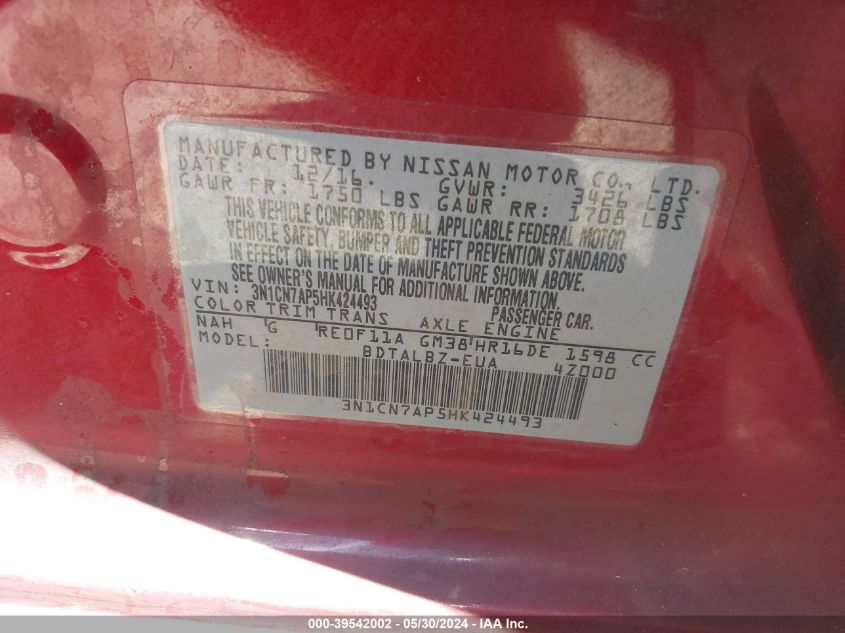 MANUFACTURED BY NISSAN MOTOR CO., LTD.
DATE: 12/16. GVWR: 3426 LBS
GAWR FR: 1750 LBS GAWR RR: 1708 LBS
THIS VEHICLE CONFORMS TO ALL APPLICABLE FEDERAL MOTOR
VEHICLE SAFETY, BUMPER AND THEFT PREVENTION STANDARDS
IN EFFECT ON THE DATE OF MANUFACTURE SHOWN ABOVE.
SEE OWNER'S MANUAL FOR ADDITIONAL INFORMATION.
VIN: 3N1CN7AP5HK424493 PASSENGER CAR.
COLOR TRIM TRANS AXLE ENGINE
NAH G RE0F11A GM38 HR16DE 1598 CC
MODEL: BDTALBZ-EUA 4Z000
3N1CN7AP5HK424493
000-39542002 - 05/30/2024 - IAA Inc.